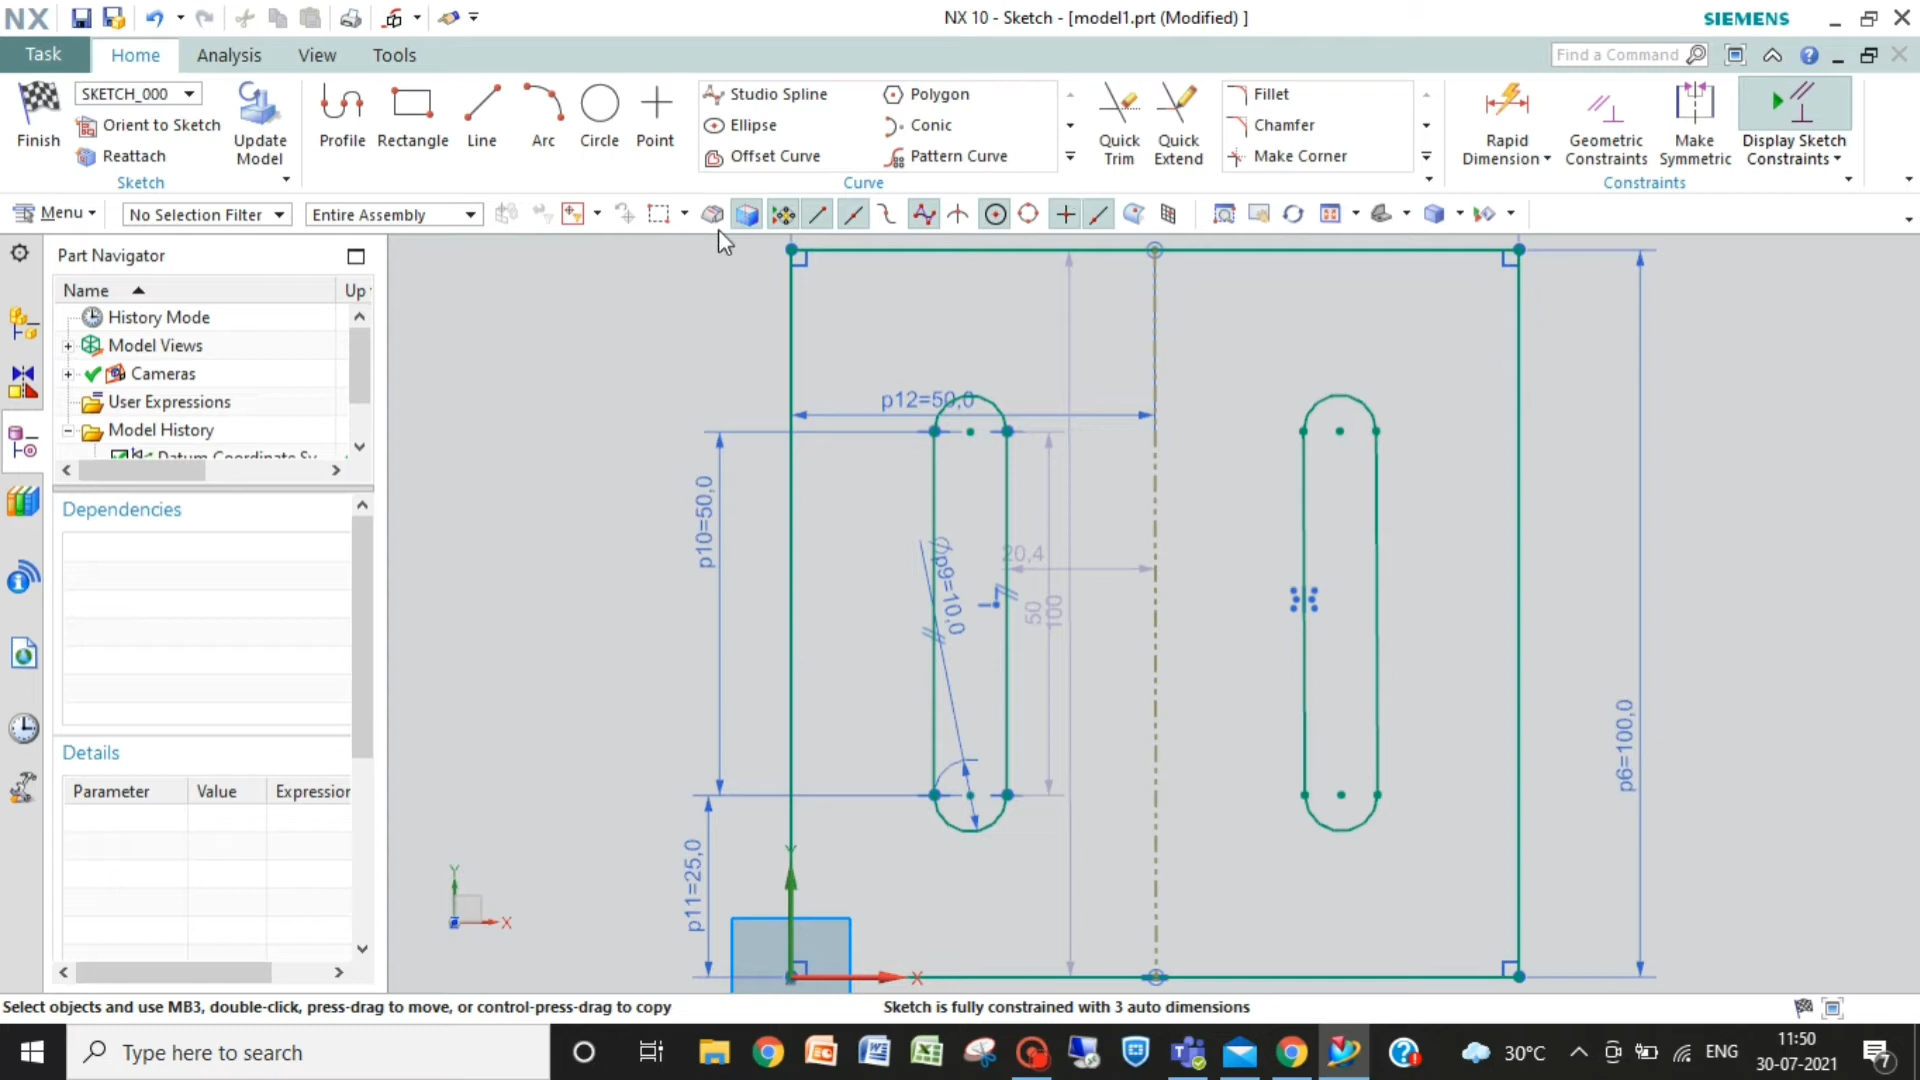 NX
NX 10 - Sketch - [model1.prt (Modified) ]
SIEMENS
Task
Home
Analysis
View
Tools
Find a Command
Finish
SKETCH_000
Orient to Sketch
Reattach
Update
Model
Sketch
Profile
Rectangle
Line
Arc
Circle
Point
Studio Spline
Ellipse
Offset Curve
Polygon
Conic
Pattern Curve
Quick
Trim
Quick
Extend
Fillet
Chamfer
Make Corner
Curve
Rapid
Dimension
Geometric
Constraints
Make
Symmetric
Display Sketch
Constraints
Constraints
Menu
No Selection Filter
Entire Assembly
Part Navigator
Name
Up
History Mode
Model Views
Cameras
User Expressions
Model History
Datum Coordinate Sy
Dependencies
Details
Parameter
Value
Expression
p12=50,0
p10=50,0
Øp9=10,0
20,4
50
100
p6=100,0
p11=25,0
Y
X
Y
X
Select objects and use MB3, double-click, press-drag to move, or control-press-drag to copy
Sketch is fully constrained with 3 auto dimensions
Type here to search
30°C
ENG
11:50
30-07-2021
7